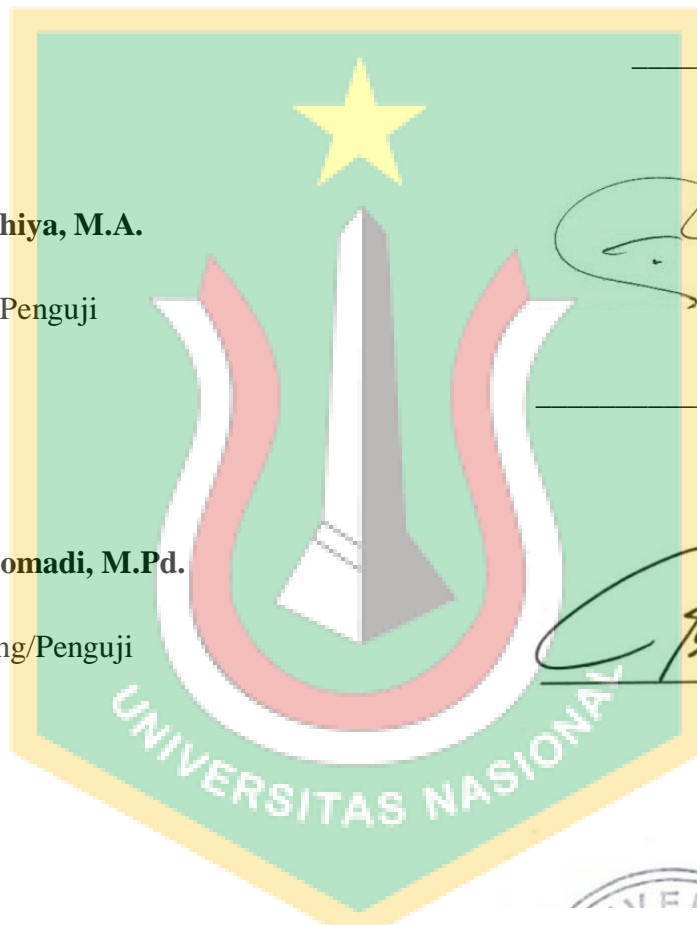 hiya, M.A.
Penguji
omadi, M.Pd.
ng/Penguji
UNIVERSITAS NASIONAL